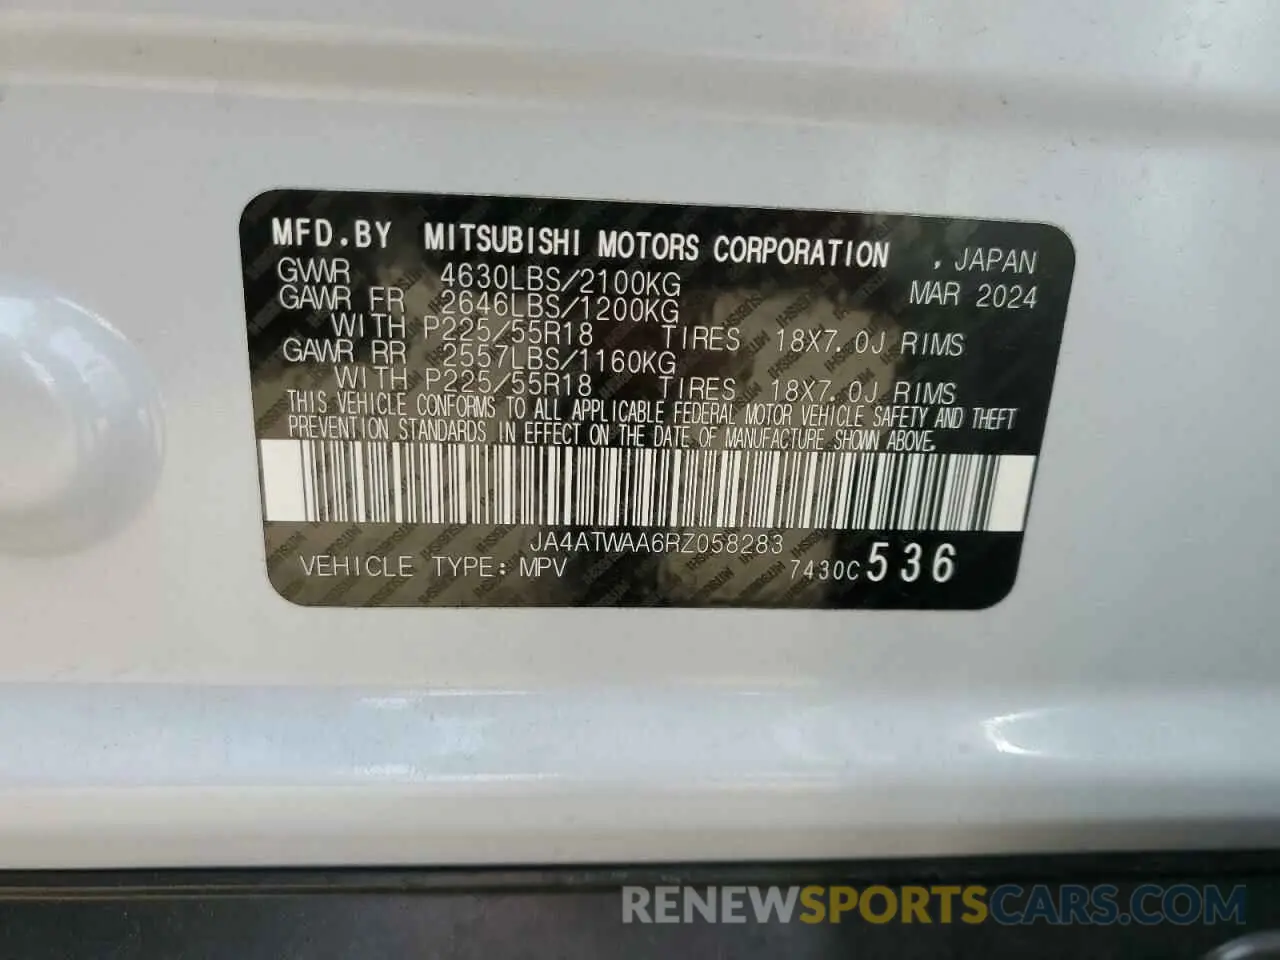 MFD.BY MITSUBISHI MOTORS CORPORATION , JAPAN
GVWR 4630LBS/2100KG MAR 2024
GAWR FR 2646LBS/1200KG
WITH P225/55R18 TIRES 18X7.0J RIMS
GAWR RR 2557LBS/1160KG
WITH P225/55R18 TIRES 18X7.0J RIMS
THIS VEHICLE CONFORMS TO ALL APPLICABLE FEDERAL MOTOR VEHICLE SAFETY AND THEFT
PREVENTION STANDARDS IN EFFECT ON THE DATE OF MANUFACTURE SHOWN ABOVE.
JA4ATWAA6RZ058283
VEHICLE TYPE: MPV 7430C 536
RENEWSPORTSCARS.COM